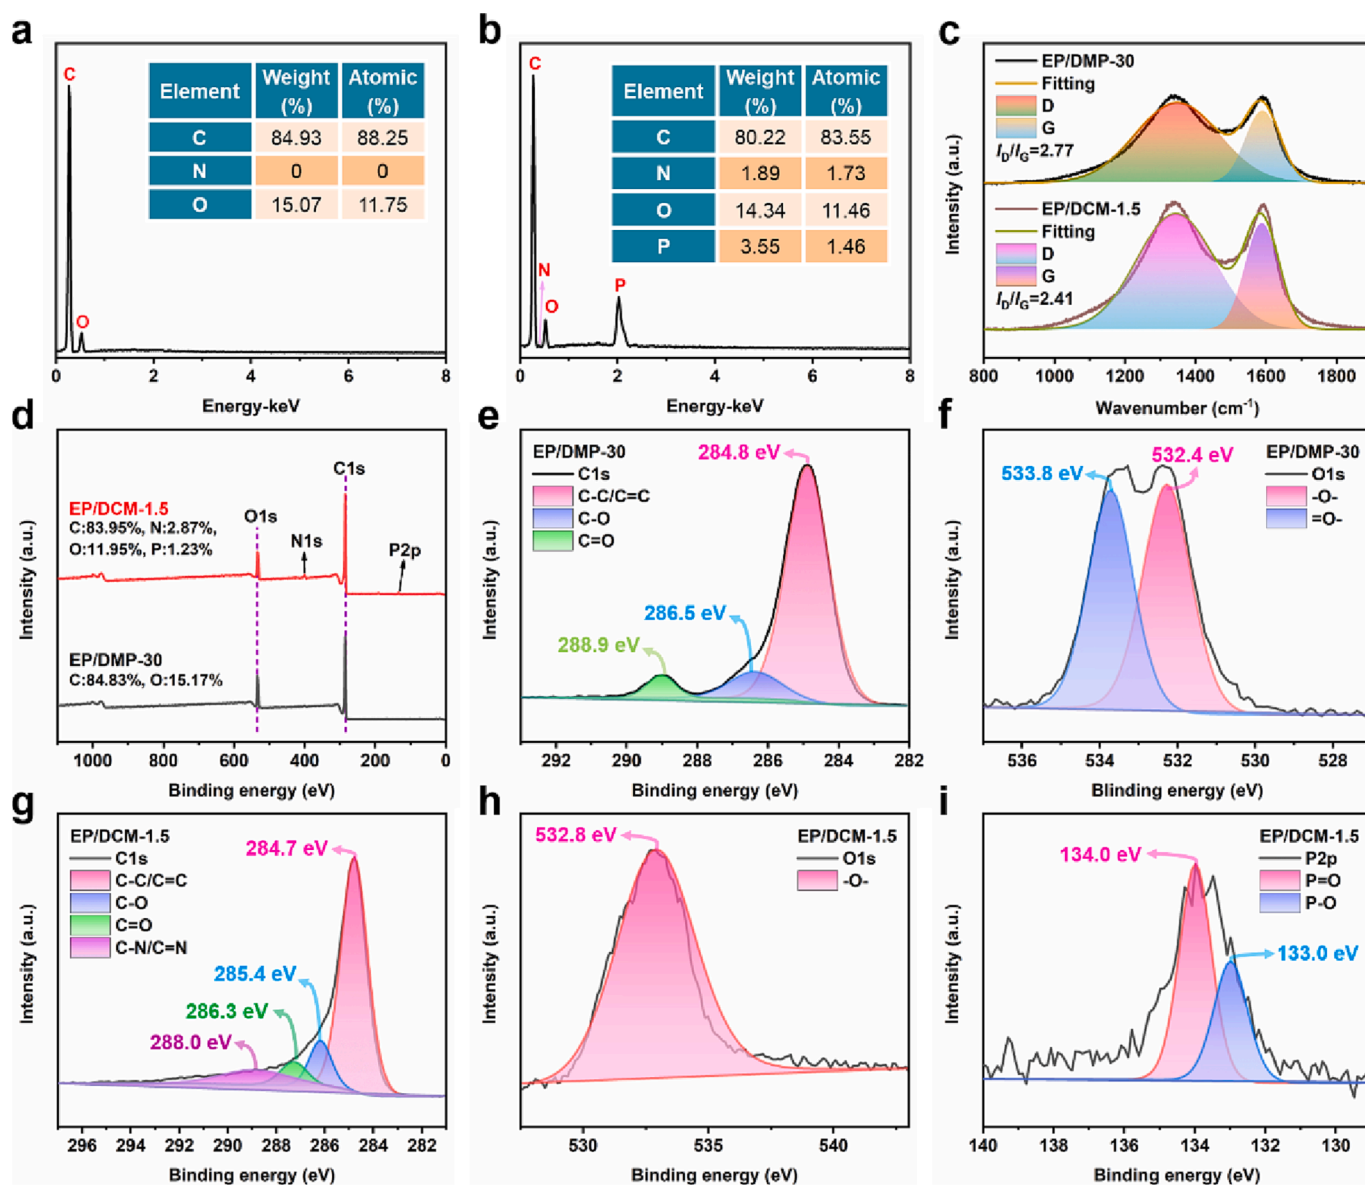 a
C
O
Element Weight (%) Atomic (%)
C 84.93 88.25
N 0 0
O 15.07 11.75
0 2 4 6 8
Energy-keV
b
C
N
O
P
Element Weight (%) Atomic (%)
C 80.22 83.55
N 1.89 1.73
O 14.34 11.46
P 3.55 1.46
0 2 4 6 8
Energy-keV
c
Intensity (a.u.)
EP/DMP-30
Fitting
D
G
I_D/I_G=2.77
EP/DCM-1.5
Fitting
D
G
I_D/I_G=2.41
800 1000 1200 1400 1600 1800
Wavenumber (cm⁻¹)
d
Intensity (a.u.)
C1s
EP/DCM-1.5
C:83.95%, N:2.87%,
O:11.95%, P:1.23%
O1s
N1s
P2p
EP/DMP-30
C:84.83%, O:15.17%
1000 800 600 400 200 0
Binding energy (eV)
e
Intensity (a.u.)
EP/DMP-30
C1s
C-C/C=C
C-O
C=O
284.8 eV
286.5 eV
288.9 eV
292 290 288 286 284 282
Binding energy (eV)
f
Intensity (a.u.)
EP/DMP-30
O1s
-O-
=O-
533.8 eV
532.4 eV
536 534 532 530 528
Blinding energy (eV)
g
Intensity (a.u.)
EP/DCM-1.5
C1s
C-C/C=C
C-O
C=O
C-N/C=N
284.7 eV
285.4 eV
286.3 eV
288.0 eV
296 294 292 290 288 286 284 282
Binding energy (eV)
h
Intensity (a.u.)
532.8 eV
EP/DCM-1.5
O1s
-O-
530 535 540
Binding energy (eV)
i
Intensity (a.u.)
EP/DCM-1.5
P2p
P=O
P-O
134.0 eV
133.0 eV
140 138 135 134 132 130
Binding energy (eV)